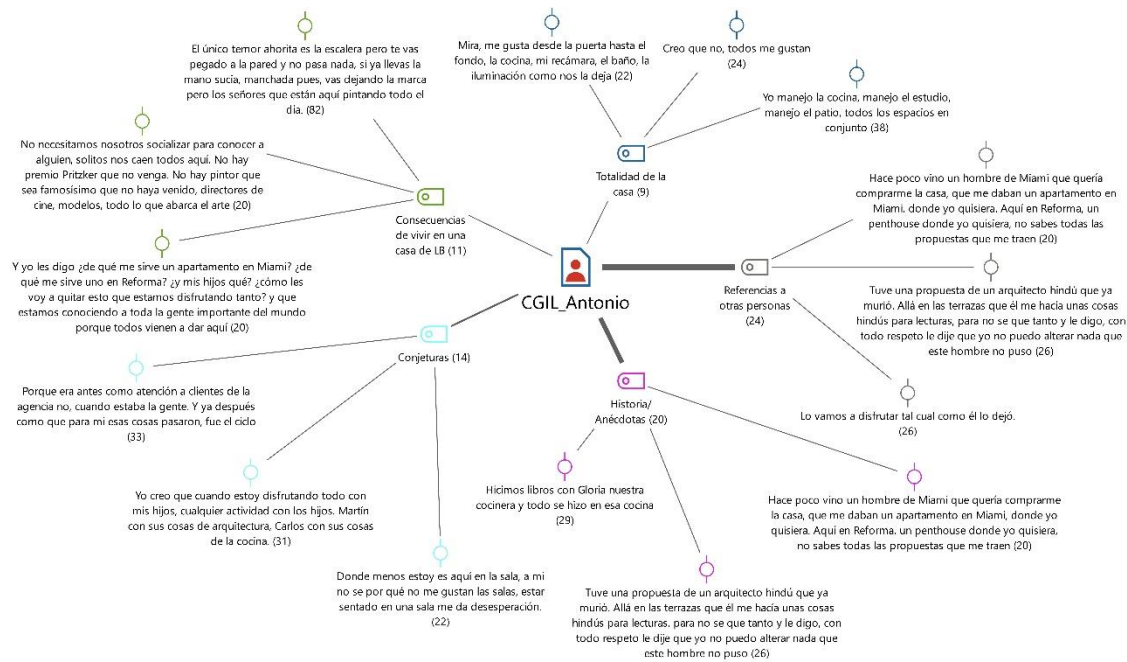 El único temor ahorita es la escalera pero te vas
pegado a la pared y no pasa nada, si ya llevas la
mano sucia, manchada pues, vas dejando la marca
pero los señores que están aquí pintando todo el
día. (82)
Mira, me gusta desde la puerta hasta el
fondo, la cocina, mi recámara, el baño, la
iluminación como nos la deja (22)
Creo que no, todos me gustan
(24)
Yo manejo la cocina, manejo el estudio,
manejo el patio, todos los espacios en
conjunto (38)
No necesitamos nosotros socializar para conocer a
alguien, solitos nos caen todos aquí. No hay
premio Pritzker que no venga. No hay pintor que
sea famosísimo que no haya venido, directores de
cine, modelos, todo lo que abarca el arte (20)
Totalidad de la
casa (9)
Consecuencias
de vivir en una
casa de LB (11)
Hace poco vino un hombre de Miami que quería
comprarme la casa, que me daban un apartamento en
Miami. donde yo quisiera. Aquí en Reforma, un
penthouse donde yo quisiera, no sabes todas las
propuestas que me traen (20)
Y yo les digo ¿de qué me sirve un apartamento en Miami? ¿de
qué me sirve uno en Reforma? ¿y mis hijos qué? ¿cómo les
voy a quitar esto que estamos disfrutando tanto? y que
estamos conociendo a toda la gente importante del mundo
porque todos vienen a dar aquí (20)
CGIL_Antonio
Referencias a
otras personas
(24)
Tuve una propuesta de un arquitecto hindú que ya
murió. Allá en las terrazas que él me hacía unas cosas
hindús para lecturas, para no se que tanto y le digo, con
todo respeto le dije que yo no puedo alterar nada que
este hombre no puso (26)
Conjeturas (14)
Porque era antes como atención a clientes de la
agencia no, cuando estaba la gente. Y ya después
como que para mi esas cosas pasaron, fue el ciclo
(33)
Historia/
Anécdotas (20)
Lo vamos a disfrutar tal cual como él lo dejó.
(26)
Yo creo que cuando estoy disfrutando todo con
mis hijos, cualquier actividad con los hijos. Martín
con sus cosas de arquitectura, Carlos con sus cosas
de la cocina. (31)
Hicimos libros con Gloria nuestra
cocinera y todo se hizo en esa cocina
(29)
Hace poco vino un hombre de Miami que quería comprarme
la casa, que me daban un apartamento en Miami, donde yo
quisiera. Aquí en Reforma. un penthouse donde yo quisiera,
no sabes todas las propuestas que me traen (20)
Donde menos estoy es aquí en la sala, a mi
no se por qué no me gustan las salas, estar
sentado en una sala me da desesperación.
(22)
Tuve una propuesta de un arquitecto hindú que ya
murió. Allá en las terrazas que él me hacía unas cosas
hindús para lecturas. para no se que tanto y le digo, con
todo respeto le dije que yo no puedo alterar nada que
este hombre no puso (26)